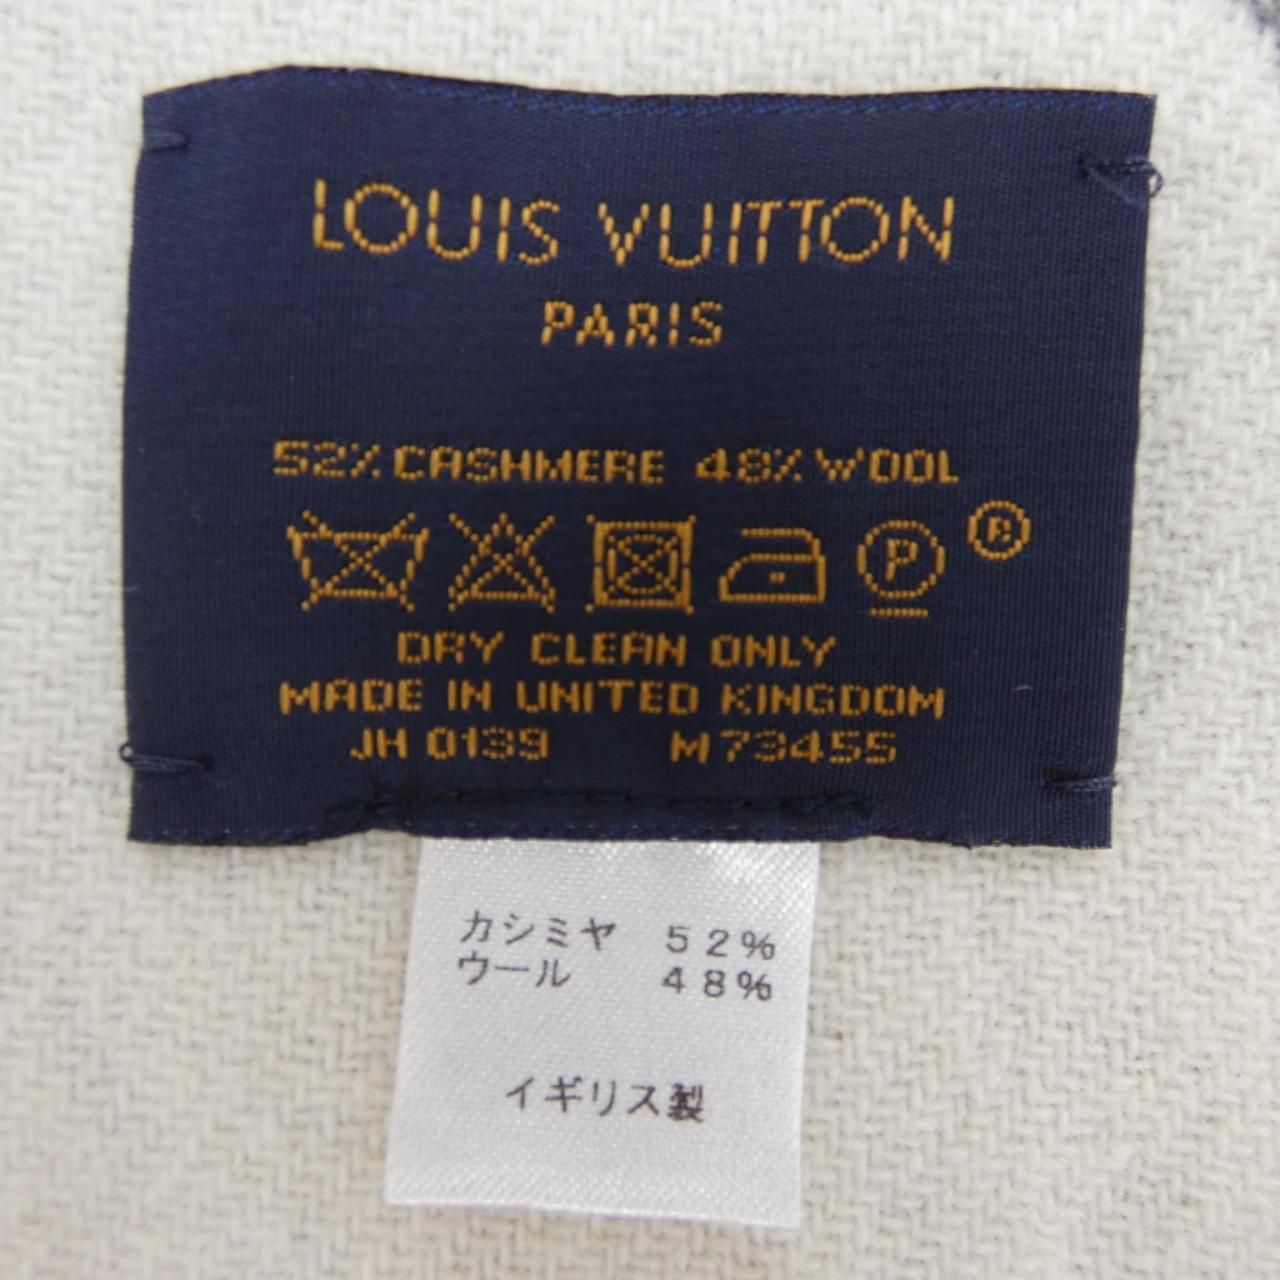 LOUIS VUITTON
PARIS
52% CASHMERE 48% WOOL
P ®
DRY CLEAN ONLY
MADE IN UNITED KINGDOM
JH 0139 M73455
カシミヤ 52%
ウール 48%
イギリス製